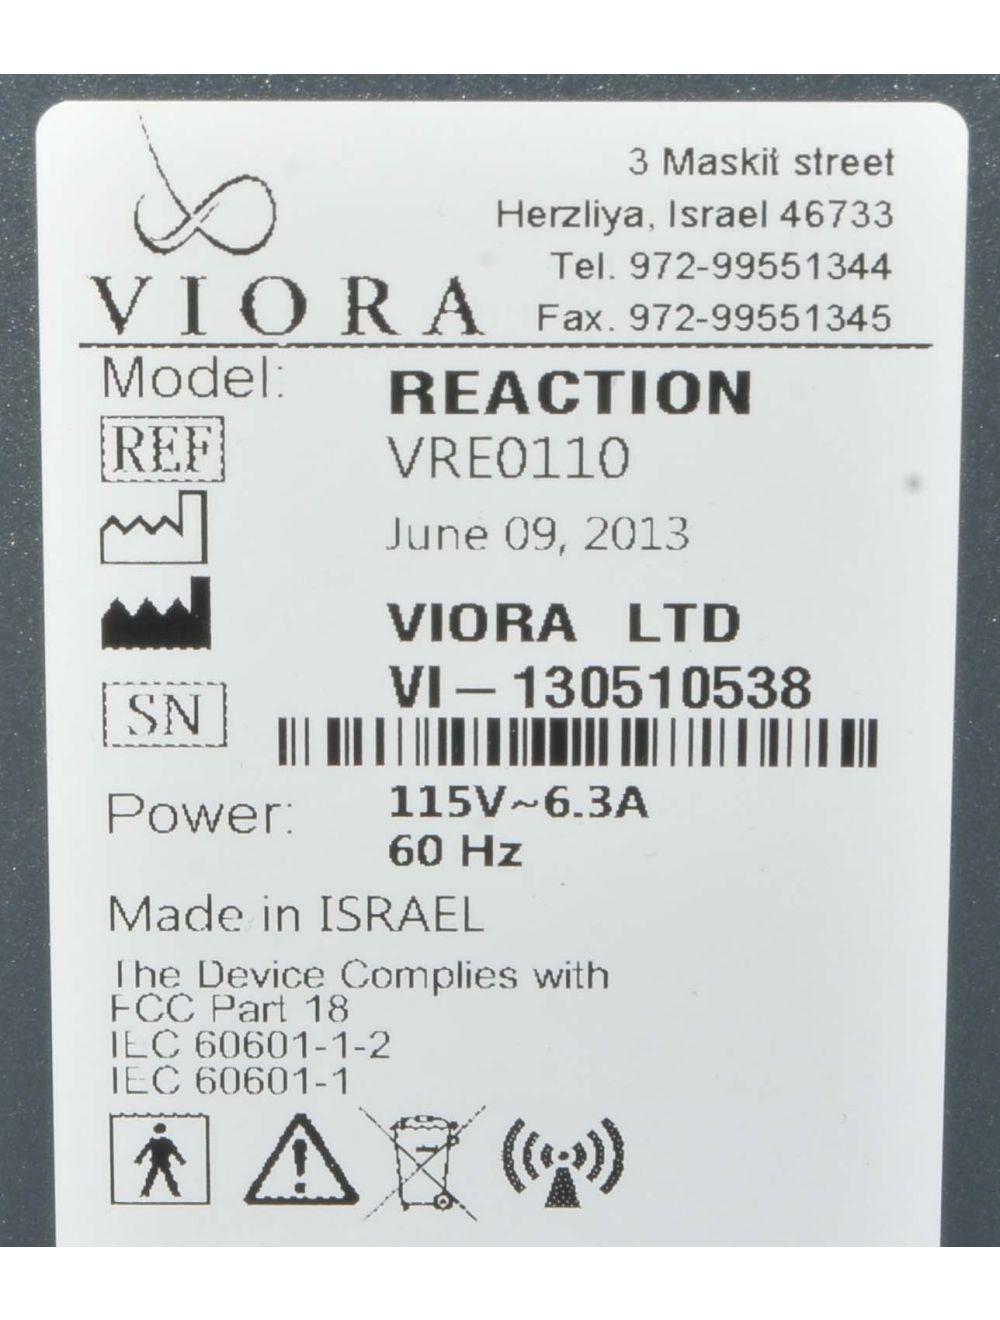 3 Maskit street
Herzliya, Israel 46733
Tel. 972-99551344
Fax. 972-99551345
VIORA
Model: REACTION
REF VRE0110
June 09, 2013
VIORA LTD
SN VI-130510538
Power: 115V~6.3A
60 Hz
Made in ISRAEL
The Device Complies with
FCC Part 18
IEC 60601-1-2
IEC 60601-1